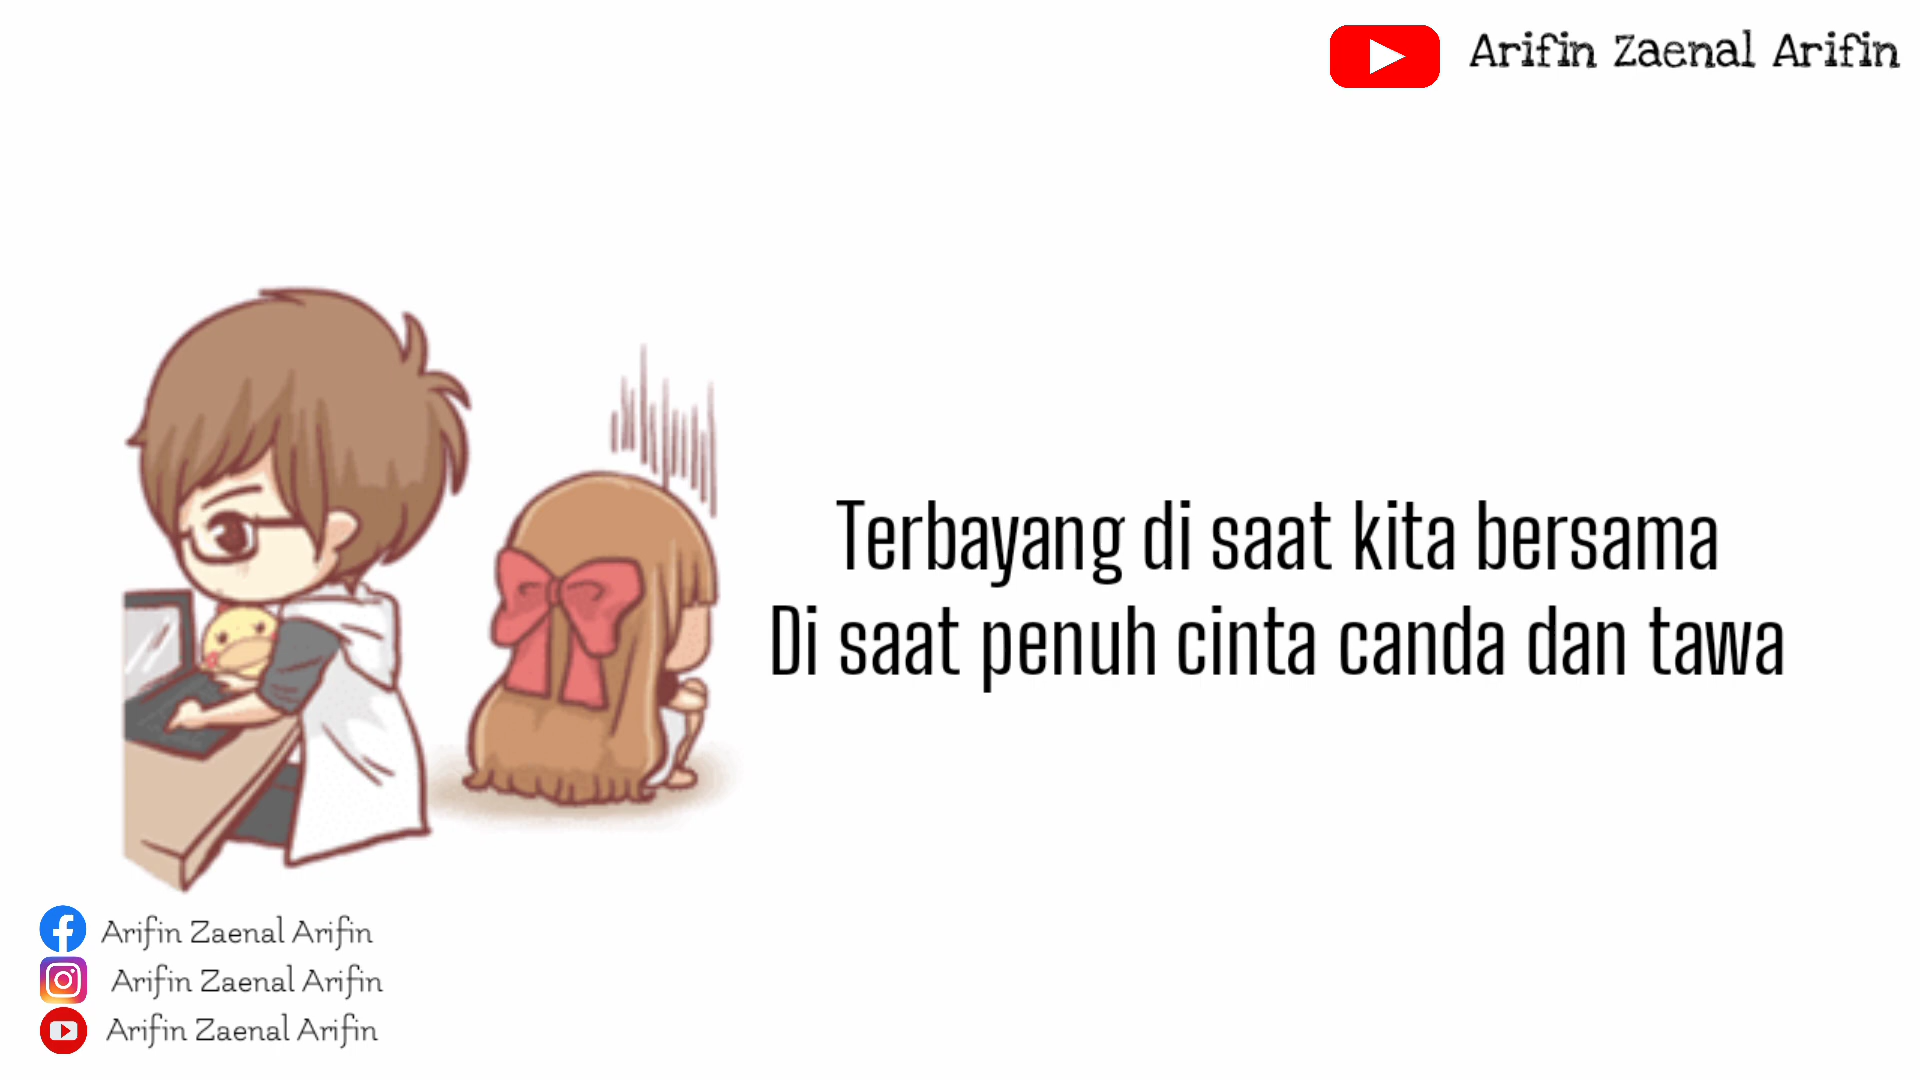 Arifin Zaenal Arifin
Terbayang di saat kita bersama
Di saat penuh cinta canda dan tawa
Arifin Zaenal Arifin
Arifin Zaenal Arifin
Arifin Zaenal Arifin